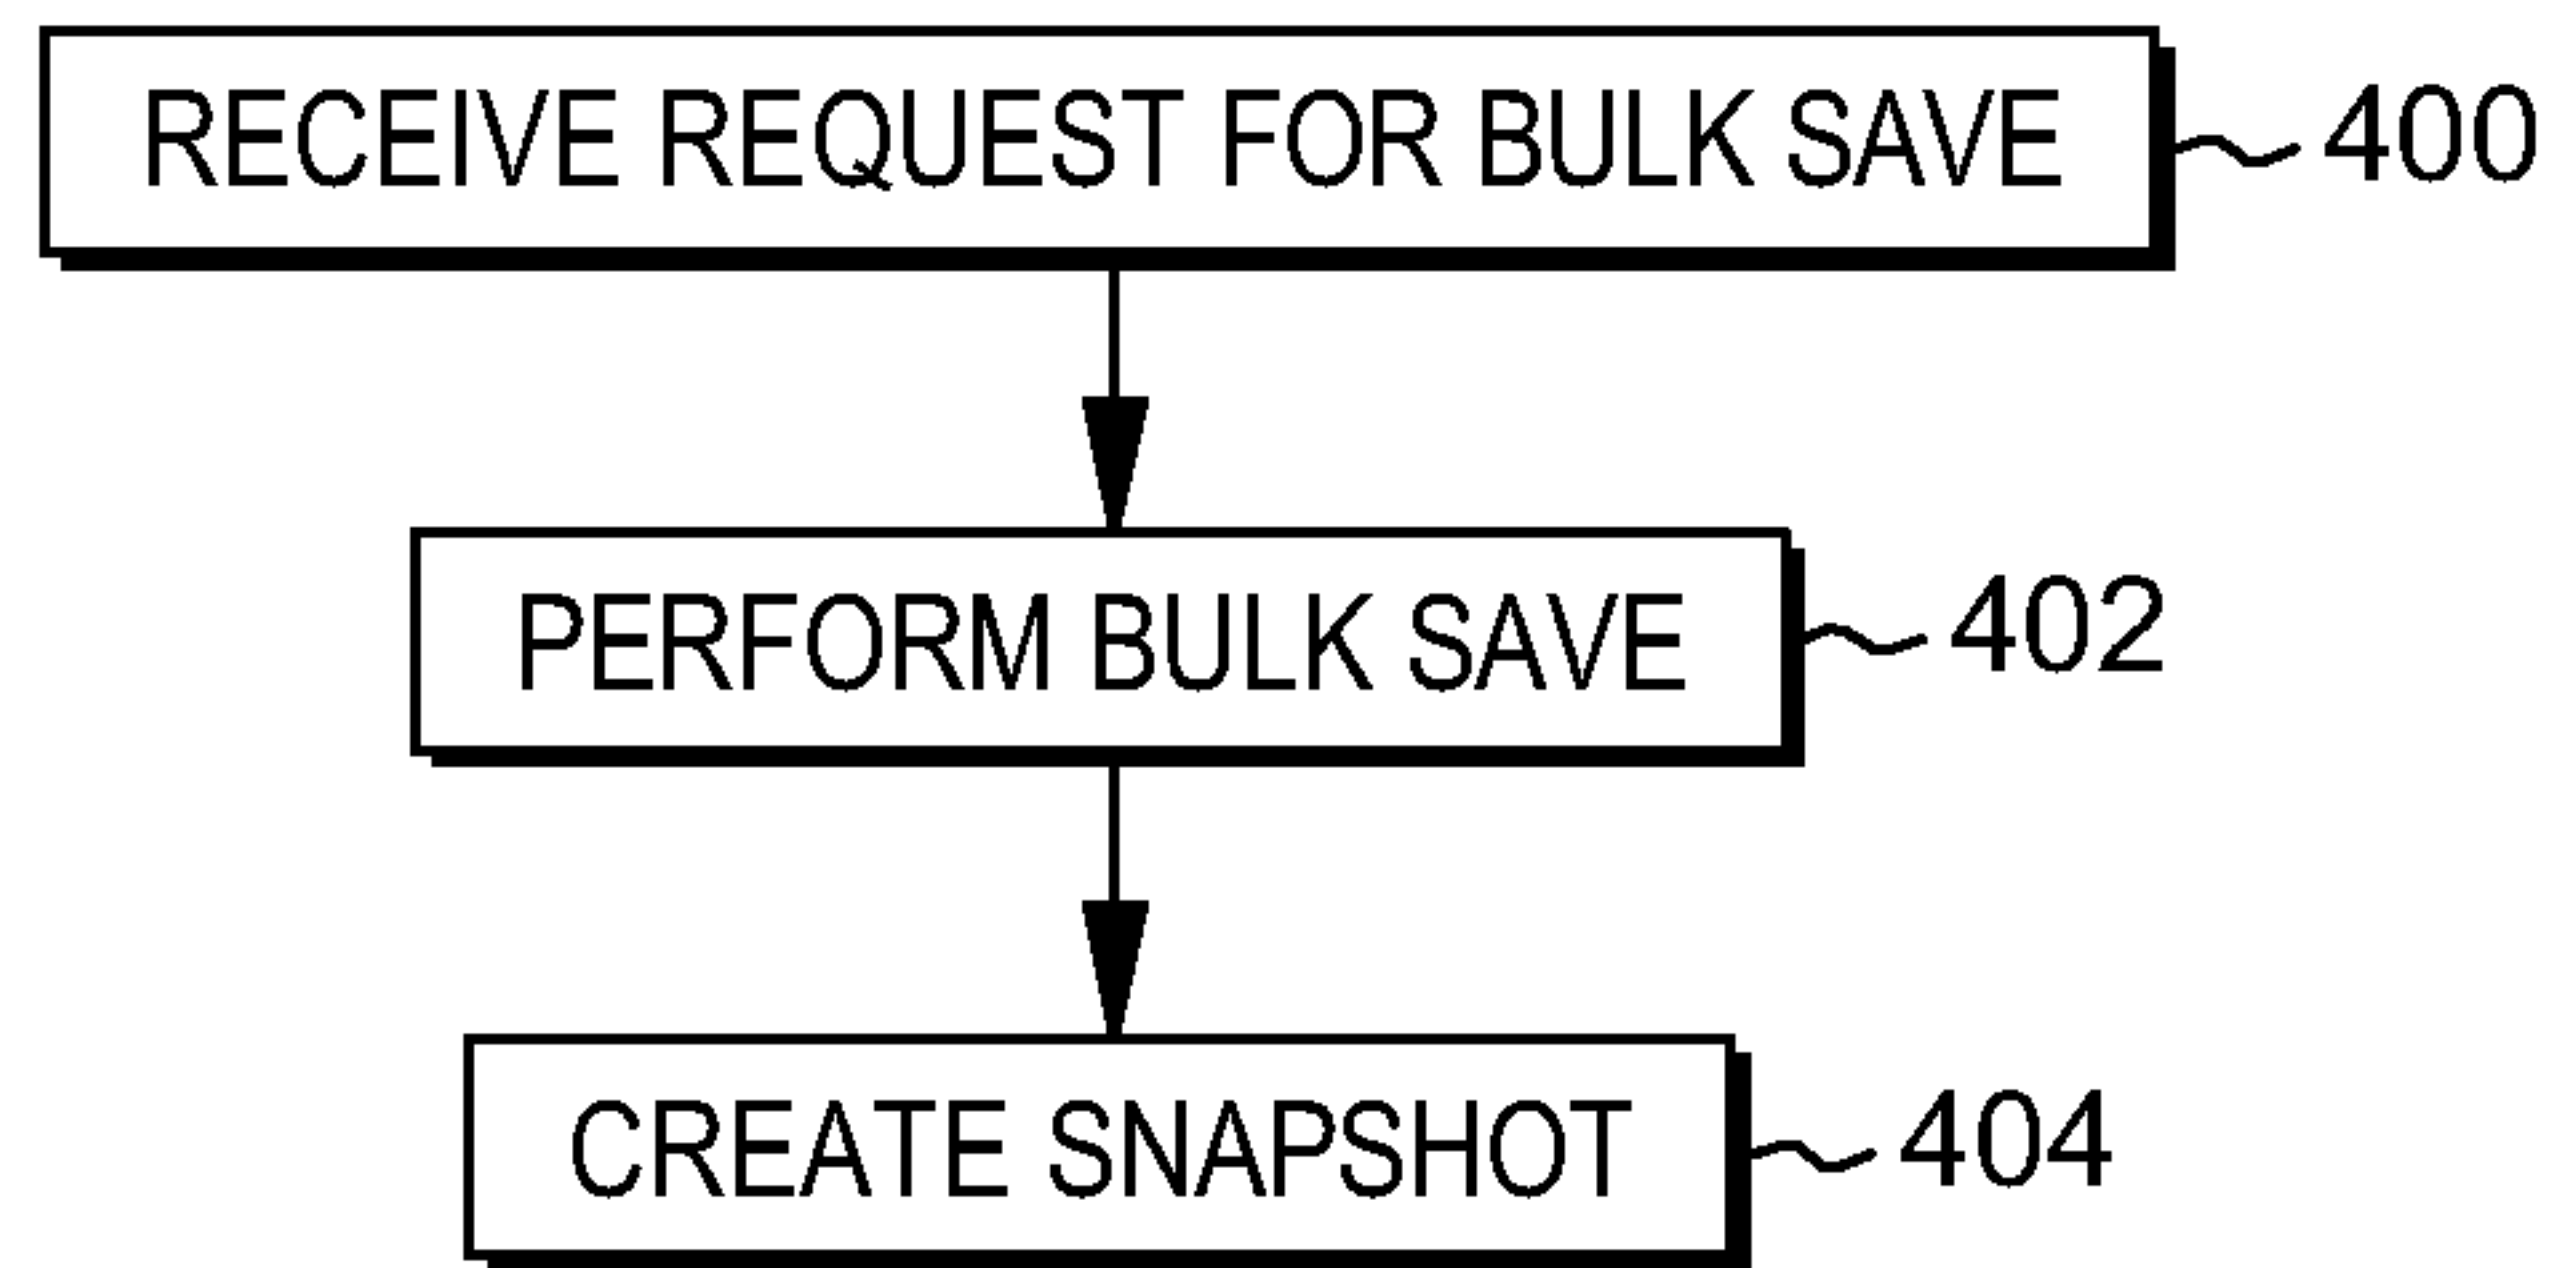 RECEIVE REQUEST FOR BULK SAVE 400
PERFORM BULK SAVE 402
CREATE SNAPSHOT 404